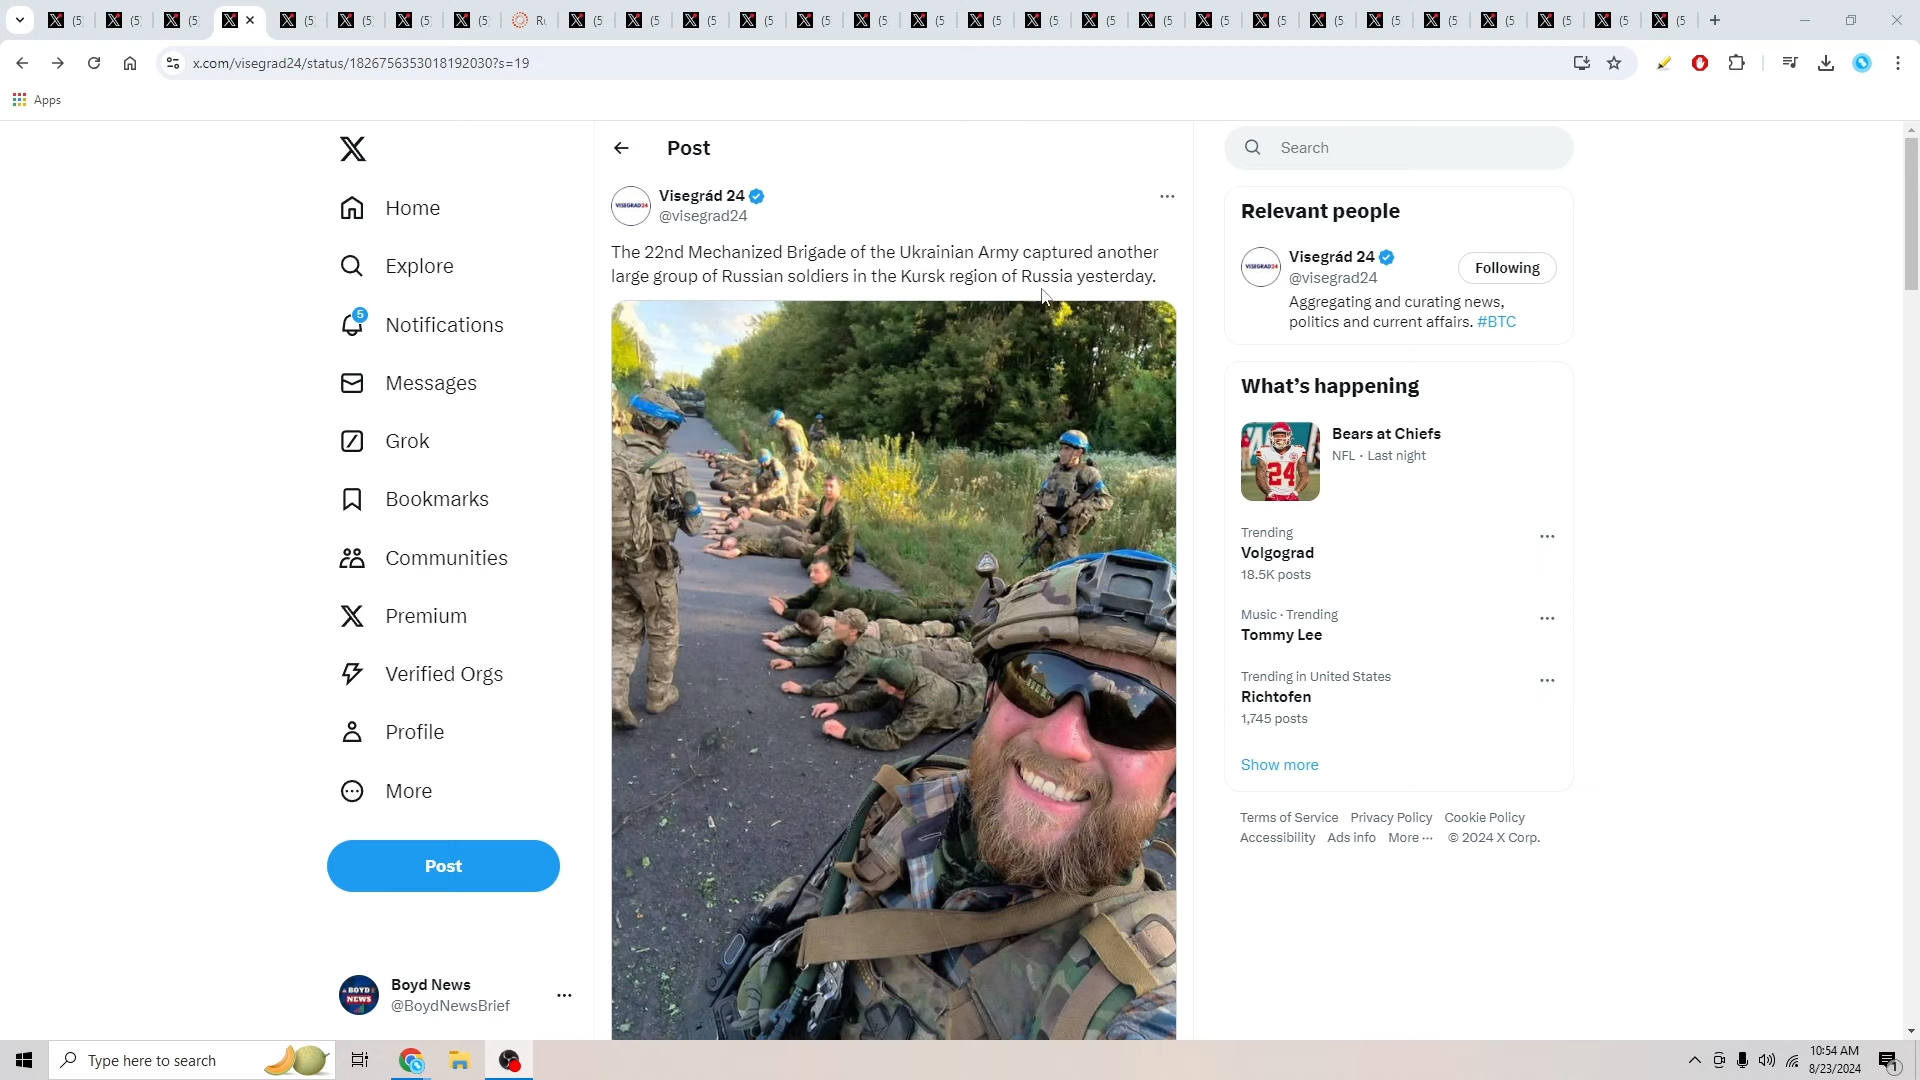 x.com/visegrad24/status/1826756353018192030?s=19
Apps
Home
Explore
5
Notifications
Messages
Grok
Bookmarks
Communities
Premium
Verified Orgs
Profile
More
Post
BOYD
NEWS
Boyd News
@BoydNewsBrief
Post
VISEGRAD24
Visegrád 24
@visegrad24
The 22nd Mechanized Brigade of the Ukrainian Army captured another
large group of Russian soldiers in the Kursk region of Russia yesterday.
Search
Relevant people
VISEGRAD24
Visegrád 24
@visegrad24
Following
Aggregating and curating news,
politics and current affairs. #BTC
What's happening
24
Bears at Chiefs
NFL · Last night
Trending
Volgograd
18.5K posts
Music · Trending
Tommy Lee
Trending in United States
Richtofen
1,745 posts
Show more
Terms of Service Privacy Policy Cookie Policy
Accessibility Ads info More ··· © 2024 X Corp.
Type here to search
10:54 AM
8/23/2024
1